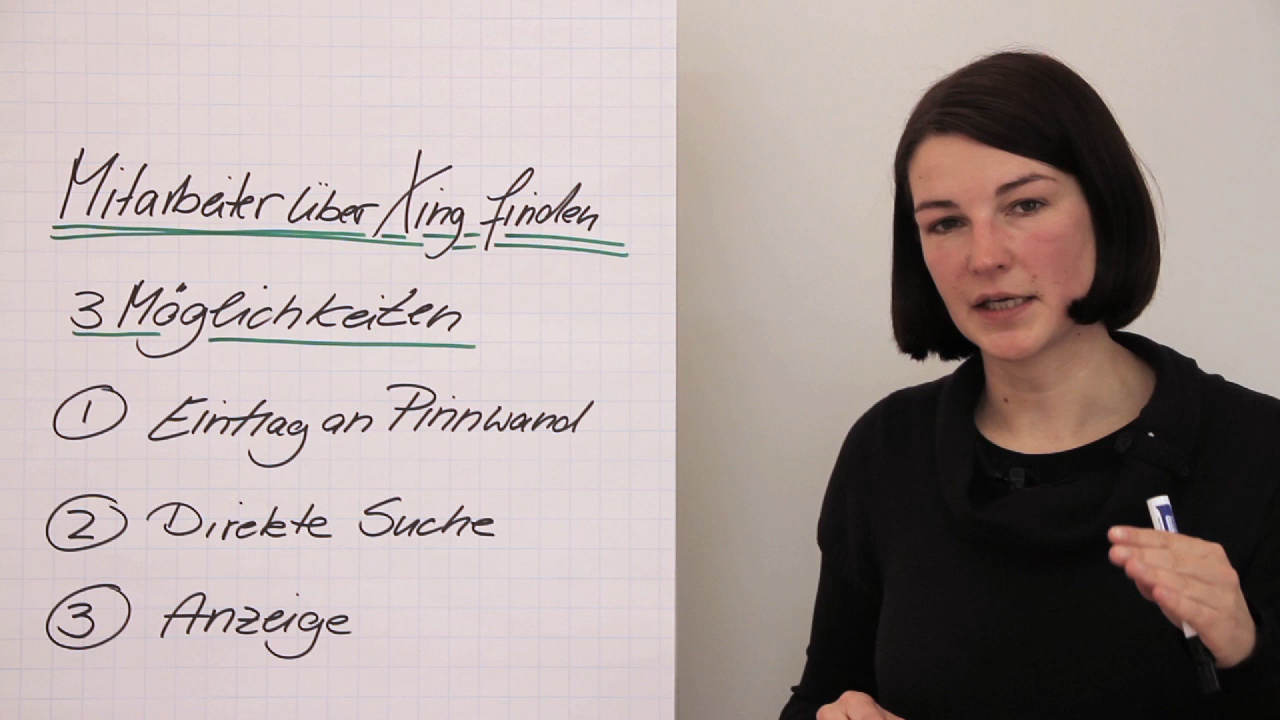 Mitarbeiter über Xing finden
3 Möglichkeiten
1 Eintrag an Pinnwand
2 Direkte Suche
3 Anzeige